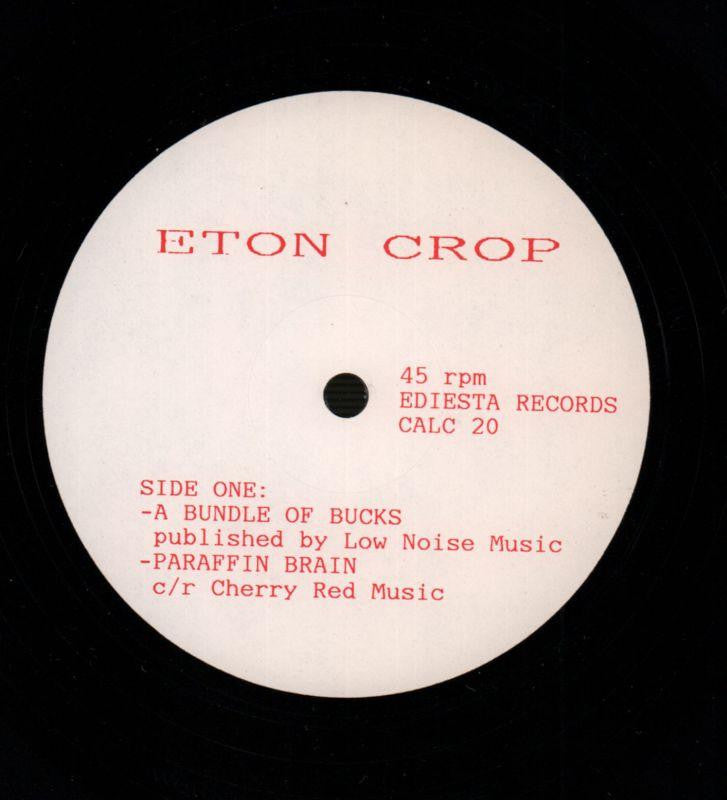 ETON CROP
45 rpm
EDIESTA RECORDS
CALC 20
SIDE ONE:
-A BUNDLE OF BUCKS
published by Low Noise Music
-PARAFFIN BRAIN
c/r Cherry Red Music